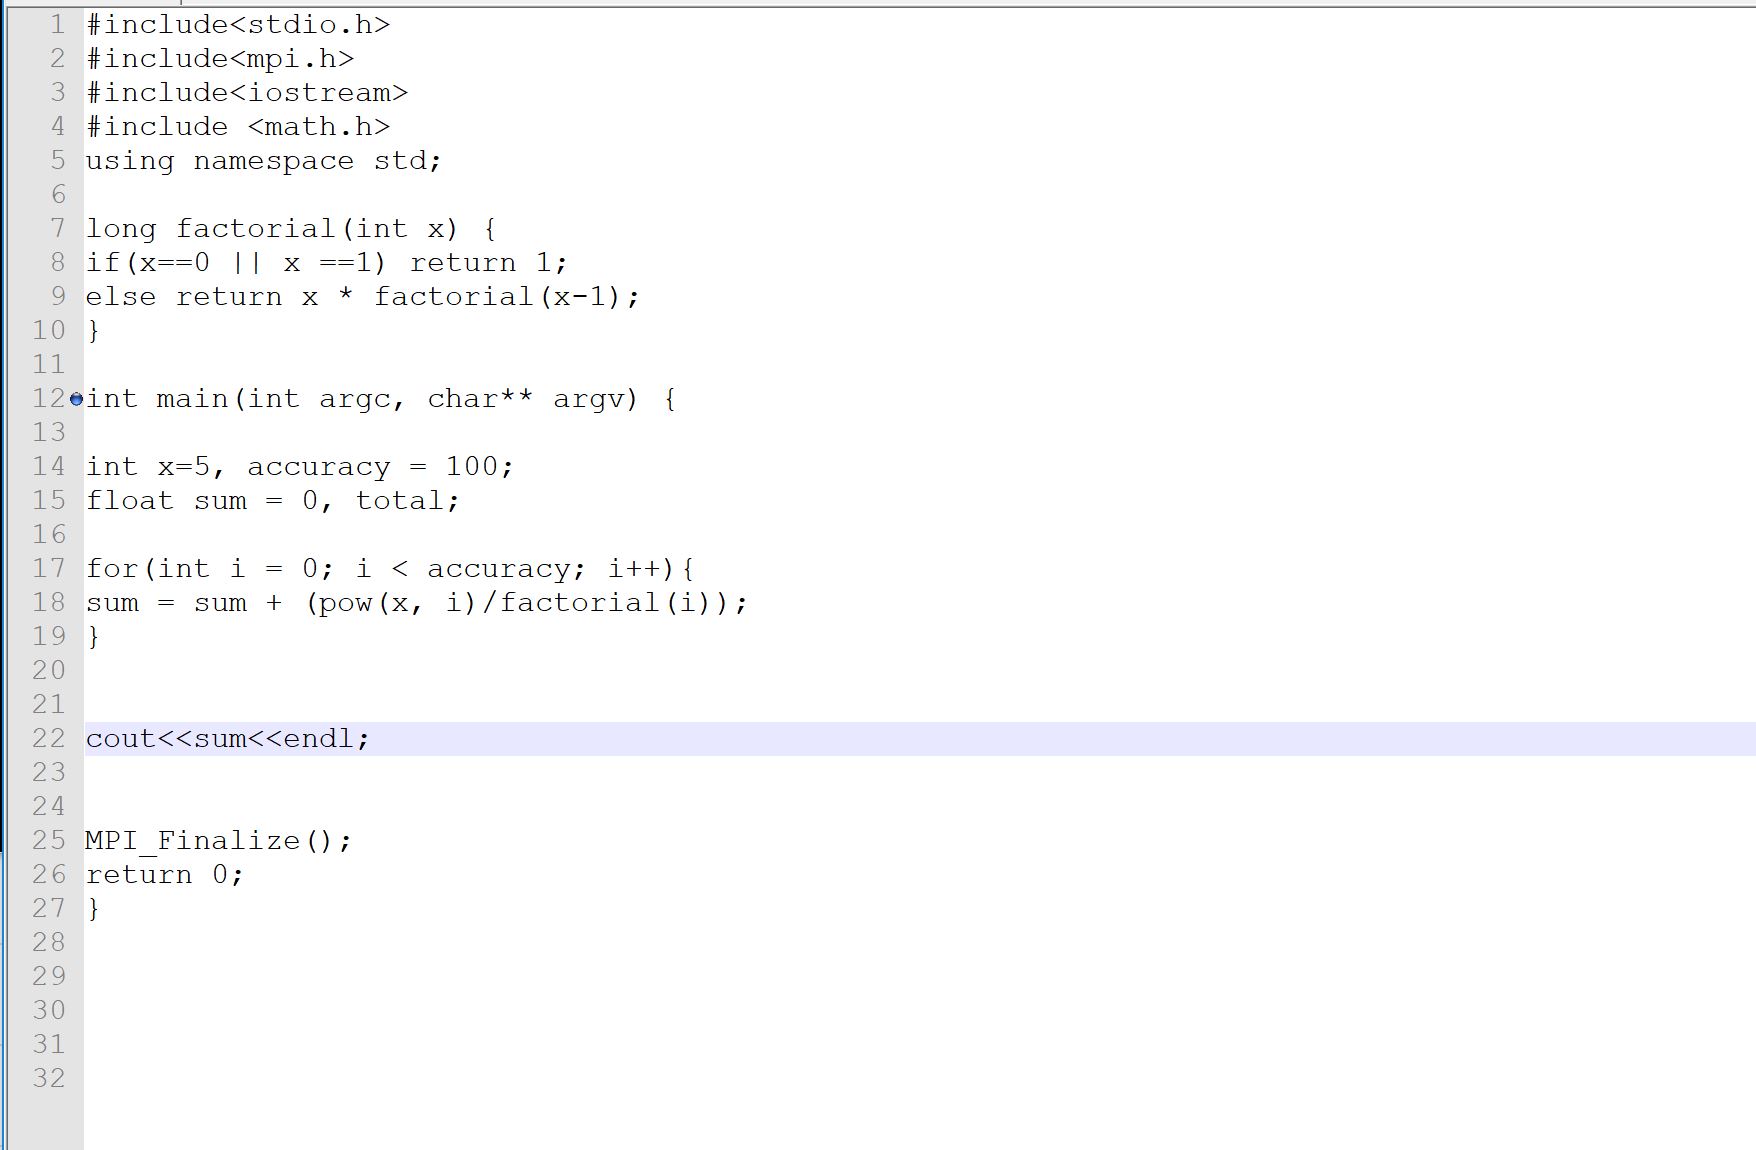 1 #include<stdio.h>
2 #include<mpi.h>
3 #include<iostream>
4 #include <math.h>
5 using namespace std;
6
7 long factorial(int x) {
8 if(x==0 || x ==1) return 1;
9 else return x * factorial(x-1);
10 }
11
12 int main(int argc, char** argv) {
13
14 int x=5, accuracy = 100;
15 float sum = 0, total;
16
17 for(int i = 0; i < accuracy; i++){
18 sum = sum + (pow(x, i)/factorial(i));
19 }
20
21
22 cout<<sum<<endl;
23
24
25 MPI_Finalize();
26 return 0;
27 }
28
29
30
31
32